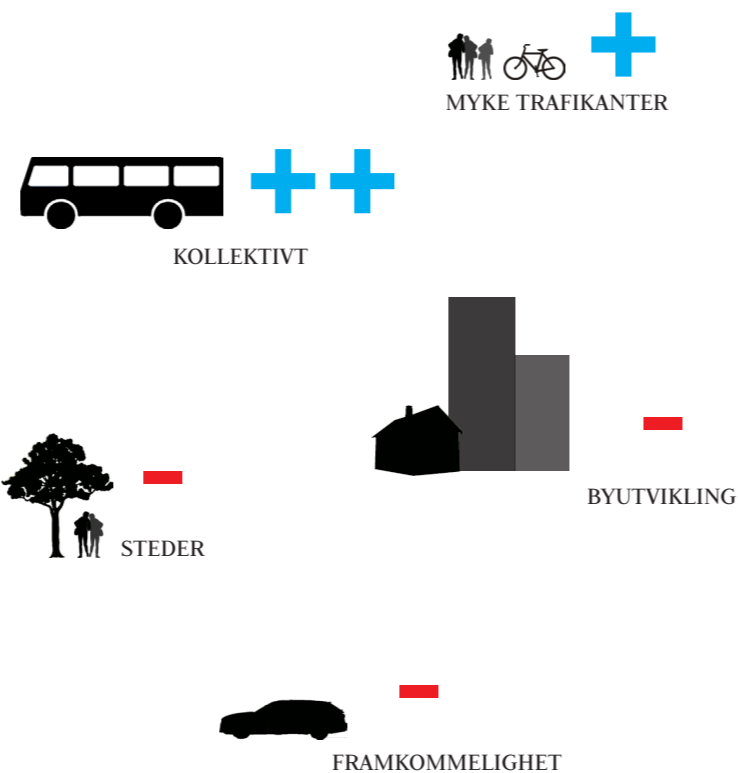 MYKE TRAFIKANTER
KOLLEKTIVT
BYUTVIKLING
STEDER
FRAMKOMMELIGHET